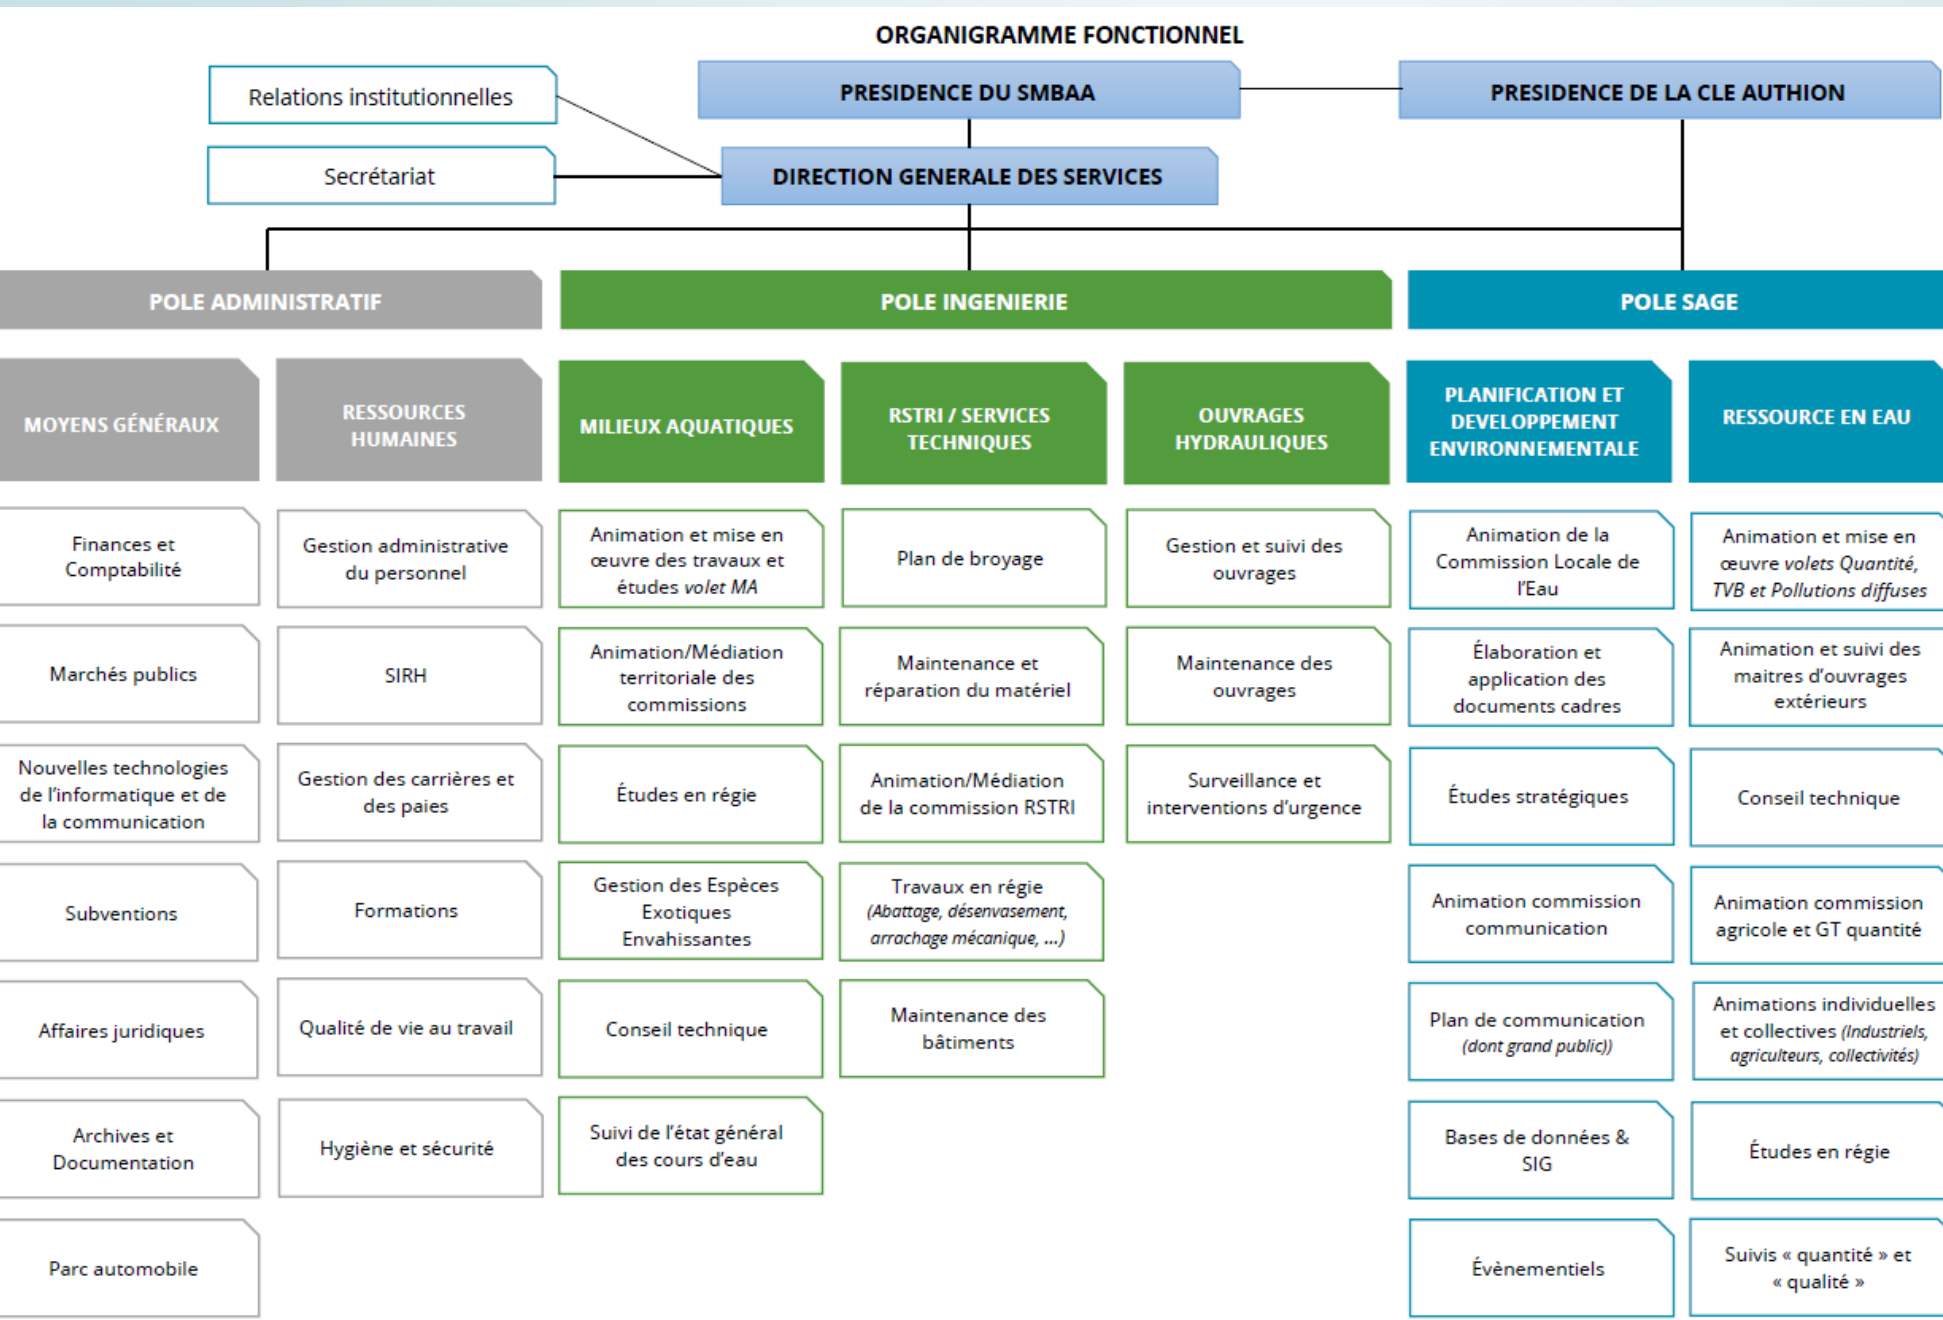 ORGANIGRAMME FONCTIONNEL
Relations institutionnelles
PRESIDENCE DU SMBAA
PRESIDENCE DE LA CLE AUTHION
Secrétariat
DIRECTION GENERALE DES SERVICES
POLE ADMINISTRATIF
POLE INGENIERIE
POLE SAGE
MOYENS GÉNÉRAUX
RESSOURCES
HUMAINES
MILIEUX AQUATIQUES
RSTRI / SERVICES
TECHNIQUES
OUVRAGES
HYDRAULIQUES
PLANIFICATION ET
DEVELOPPEMENT
ENVIRONNEMENTALE
RESSOURCE EN EAU
Finances et
Comptabilité
Gestion administrative
du personnel
Animation et mise en
œuvre des travaux et
études volet MA
Plan de broyage
Gestion et suivi des
ouvrages
Animation de la
Commission Locale de
l'Eau
Animation et mise en
œuvre volets Quantité,
TVB et Pollutions diffuses
Marchés publics
SIRH
Animation/Médiation
territoriale des
commissions
Maintenance et
réparation du matériel
Maintenance des
ouvrages
Élaboration et
application des
documents cadres
Animation et suivi des
maitres d'ouvrages
extérieurs
Nouvelles technologies
de l'informatique et de
la communication
Gestion des carrières et
des paies
Études en régie
Animation/Médiation
de la commission RSTRI
Surveillance et
interventions d'urgence
Études stratégiques
Conseil technique
Subventions
Formations
Gestion des Espèces
Exotiques
Envahissantes
Travaux en régie
(Abattage, désenvasement,
arrachage mécanique, ...)
Animation commission
communication
Animation commission
agricole et GT quantité
Affaires juridiques
Qualité de vie au travail
Conseil technique
Maintenance des
bâtiments
Plan de communication
(dont grand public))
Animations individuelles
et collectives (Industriels,
agriculteurs, collectivités)
Archives et
Documentation
Hygiène et sécurité
Suivi de l'état général
des cours d'eau
Bases de données &
SIG
Études en régie
Parc automobile
Évènementiels
Suivis « quantité » et
« qualité »